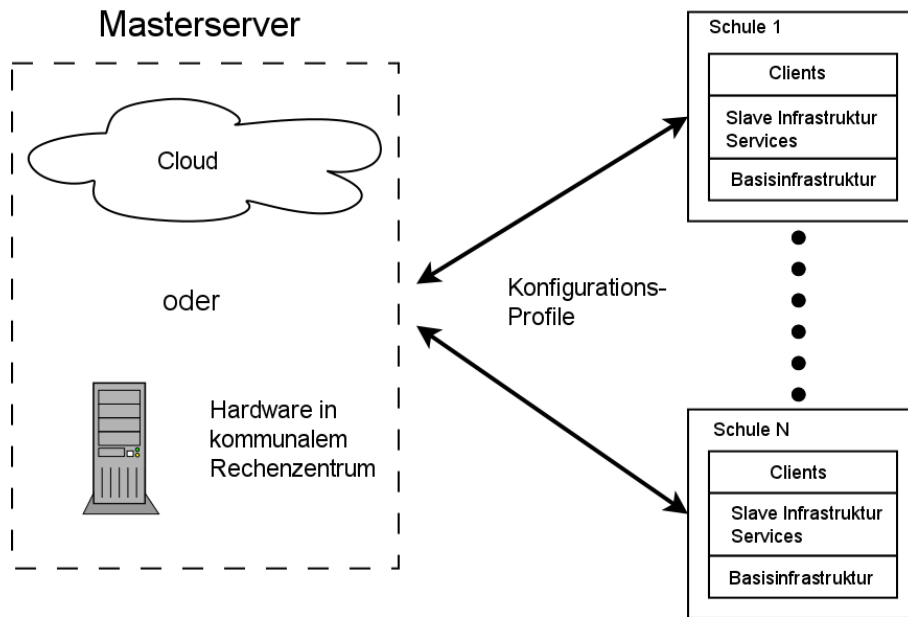 Masterserver
Cloud
oder
Hardware in
kommunalem
Rechenzentrum
Konfigurations-
Profile
Schule 1
Clients
Slave Infrastruktur
Services
Basisinfrastruktur
Schule N
Clients
Slave Infrastruktur
Services
Basisinfrastruktur